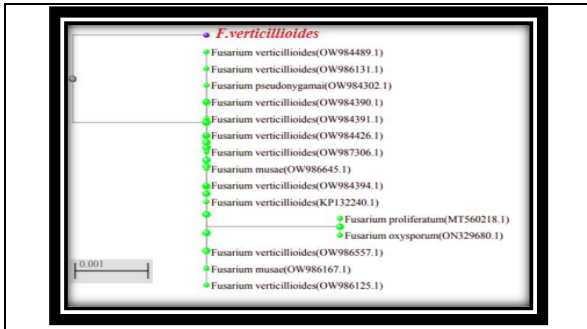 F.verticillioides
Fusarium verticillioides(OW984489.1)
Fusarium verticillioides(OW986131.1)
Fusarium pseudonygamai(OW984302.1)
Fusarium verticillioides(OW984390.1)
Fusarium verticillioides(OW984391.1)
Fusarium verticillioides(OW984426.1)
Fusarium verticillioides(OW987306.1)
Fusarium musae(OW986645.1)
Fusarium verticillioides(OW984394.1)
Fusarium verticillioides(KP132240.1)
Fusarium proliferatum(MT560218.1)
Fusarium oxysporum(ON329680.1)
Fusarium verticillioides(OW986557.1)
Fusarium musae(OW986167.1)
Fusarium verticillioides(OW986125.1)
0.001